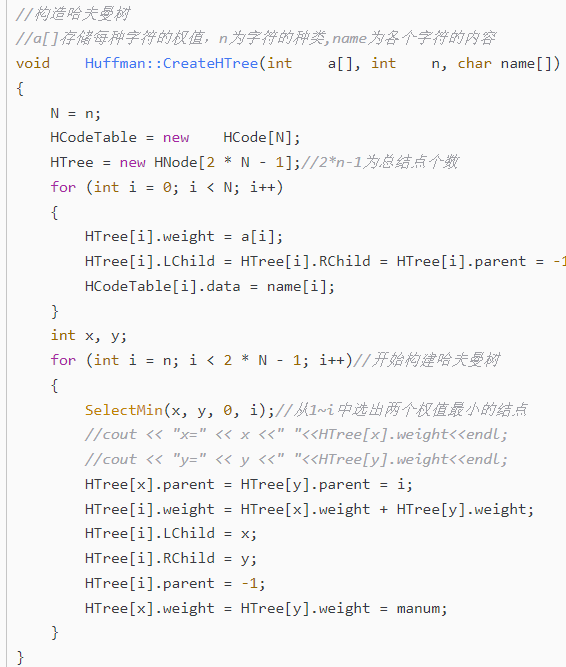 //构造哈夫曼树
//a[]存储每种字符的权值，n为字符的种类,name为各个字符的内容
void    Huffman::CreateHTree(int    a[], int    n, char name[])
{
    N = n;
    HCodeTable = new    HCode[N];
    HTree = new HNode[2 * N - 1];//2*n-1为总结点个数
    for (int i = 0; i < N; i++)
    {
        HTree[i].weight = a[i];
        HTree[i].LChild = HTree[i].RChild = HTree[i].parent = -1
        HCodeTable[i].data = name[i];
    }
    int x, y;
    for (int i = n; i < 2 * N - 1; i++)//开始构建哈夫曼树
    {
        SelectMin(x, y, 0, i);//从1~i中选出两个权值最小的结点
        //cout << "x=" << x <<" "<<HTree[x].weight<<endl;
        //cout << "y=" << y <<" "<<HTree[y].weight<<endl;
        HTree[x].parent = HTree[y].parent = i;
        HTree[i].weight = HTree[x].weight + HTree[y].weight;
        HTree[i].LChild = x;
        HTree[i].RChild = y;
        HTree[i].parent = -1;
        HTree[x].weight = HTree[y].weight = manum;
    }
}